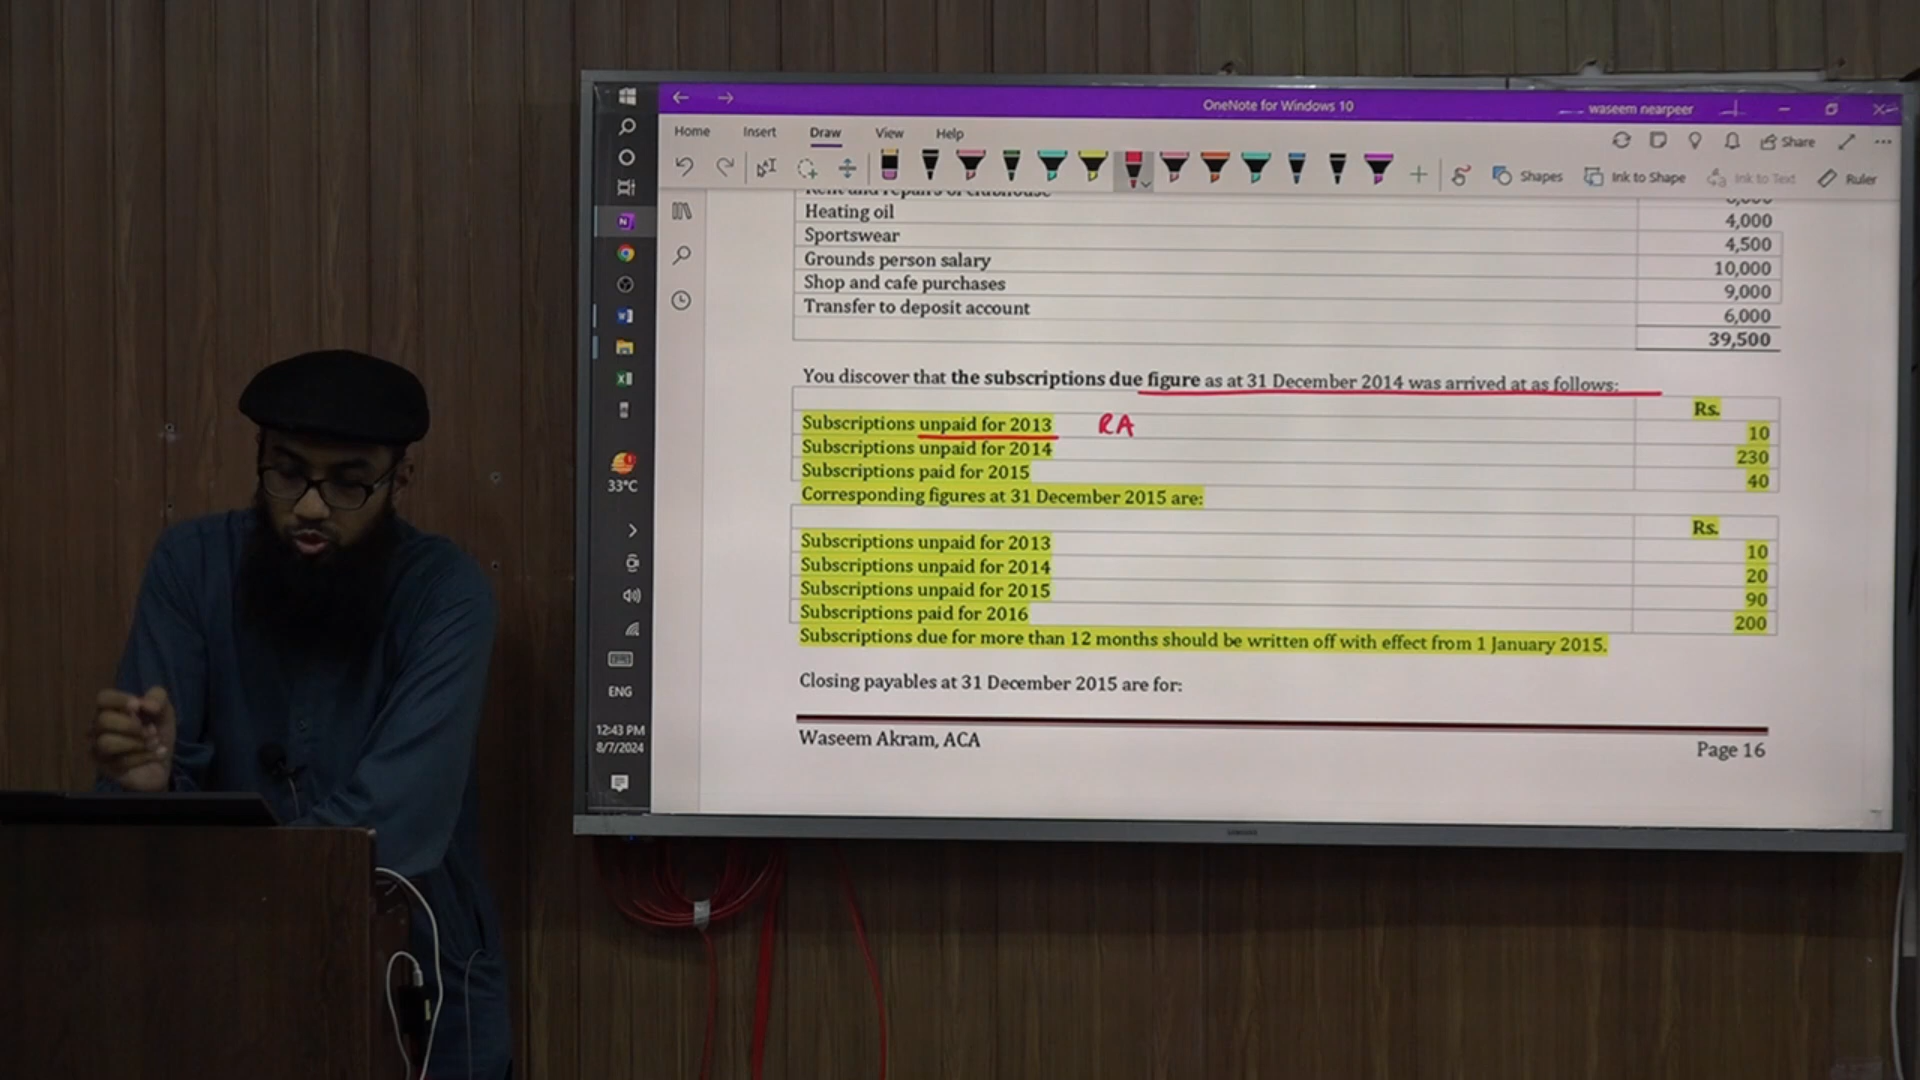 OneNote for Windows 10
waseem nearpeer
Home Insert Draw View Help
Share
Shapes
Ink to Shape
Ink to Text
Ruler
Rent and repairs of clubhouse
Heating oil 4,000
Sportswear 4,500
Grounds person salary 10,000
Shop and cafe purchases 9,000
Transfer to deposit account 6,000
39,500
You discover that the subscriptions due figure as at 31 December 2014 was arrived at as follows:
Rs.
Subscriptions unpaid for 2013 RA 10
Subscriptions unpaid for 2014 230
Subscriptions paid for 2015 40
Corresponding figures at 31 December 2015 are:
Rs.
Subscriptions unpaid for 2013 10
Subscriptions unpaid for 2014 20
Subscriptions unpaid for 2015 90
Subscriptions paid for 2016 200
Subscriptions due for more than 12 months should be written off with effect from 1 January 2015.
Closing payables at 31 December 2015 are for:
Waseem Akram, ACA Page 16
33°C
ENG
12:43 PM
8/7/2024
SAMSUNG